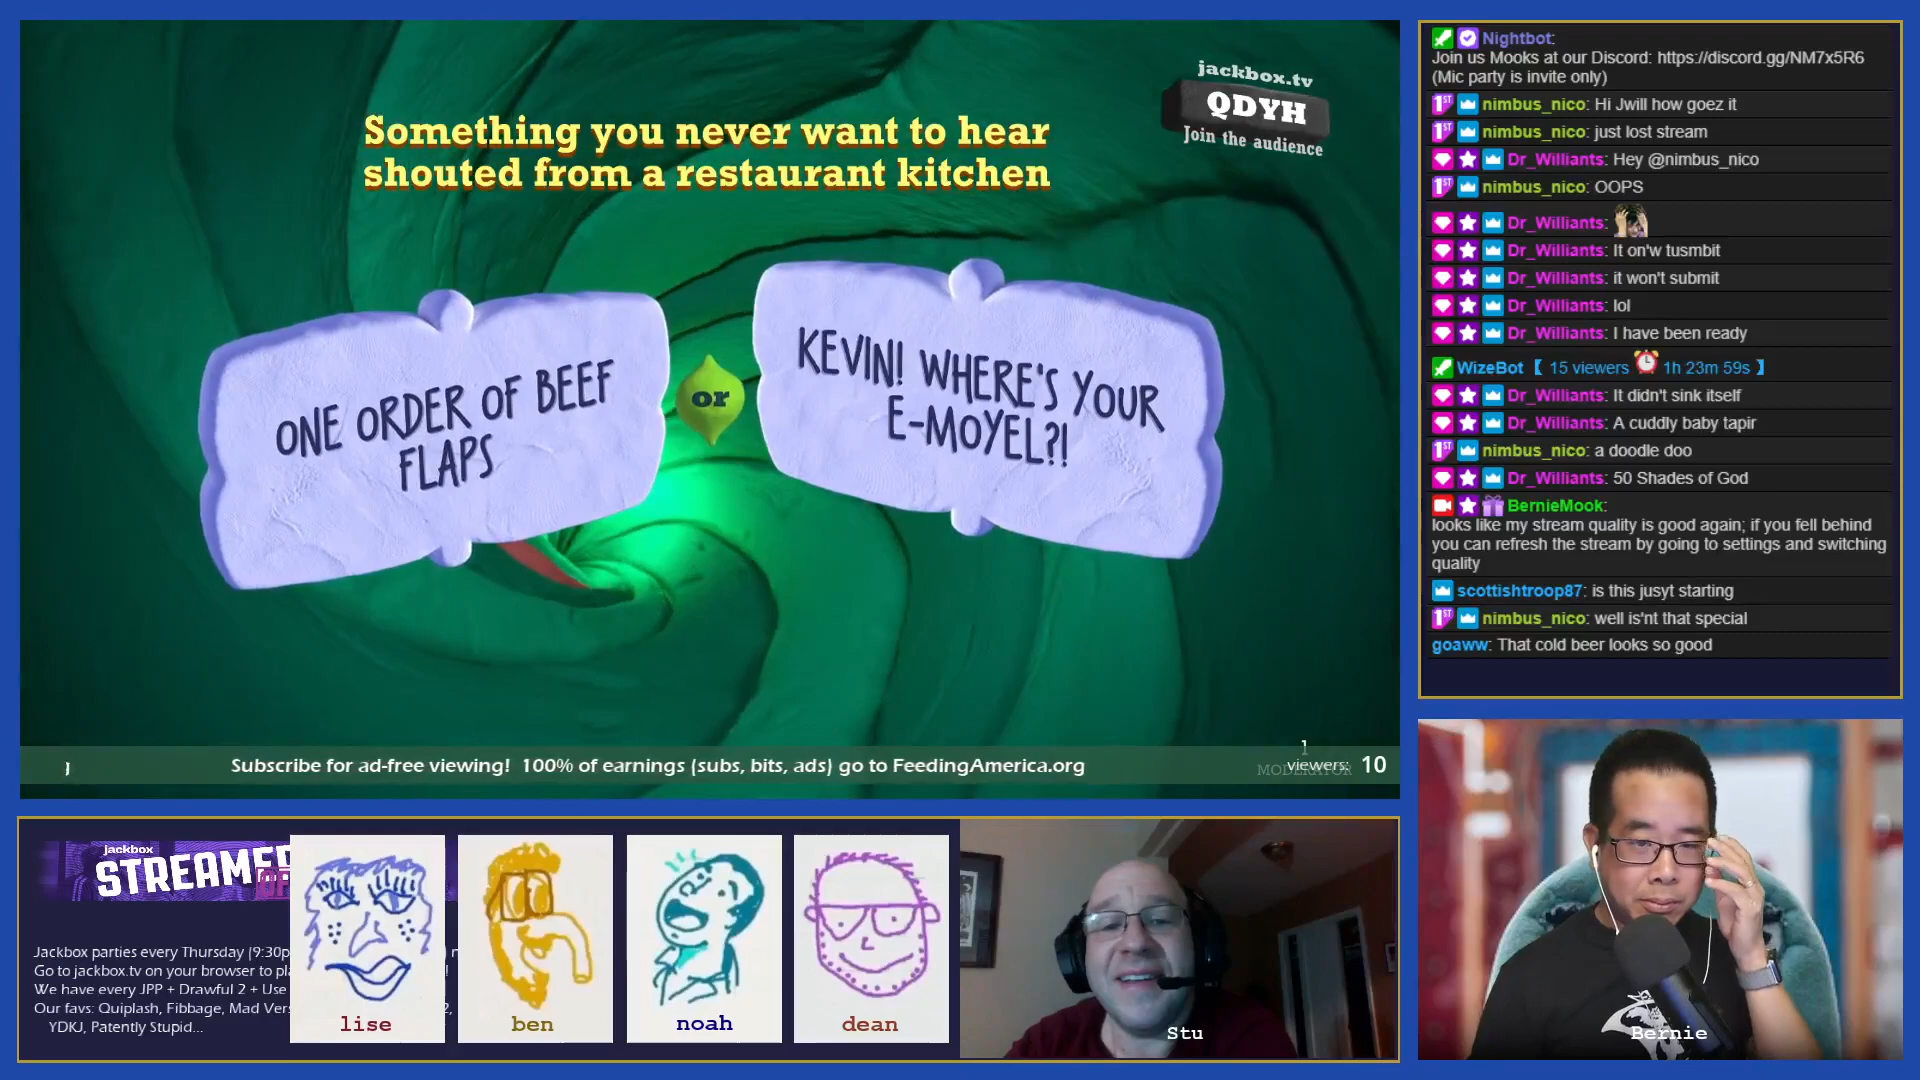 jackbox.tv
QDYH
Join the audience
Something you never want to hear
shouted from a restaurant kitchen
ONE ORDER OF BEEF
FLAPS
or
KEVIN! WHERE'S YOUR
E-MOYEL?!
Subscribe for ad-free viewing! 100% of earnings (subs, bits, ads) go to FeedingAmerica.org
1
MODERATOR
viewers: 10
Nightbot:
Join us Mooks at our Discord: https://discord.gg/NM7x5R6
(Mic party is invite only)
1ST nimbus_nico: Hi Jwill how goez it
1ST nimbus_nico: just lost stream
Dr_Williants: Hey @nimbus_nico
1ST nimbus_nico: OOPS
Dr_Williants:
Dr_Williants: It on'w tusmbit
Dr_Williants: it won't submit
Dr_Williants: lol
Dr_Williants: I have been ready
WizeBot 【 15 viewers 1h 23m 59s 】
Dr_Williants: It didn't sink itself
Dr_Williants: A cuddly baby tapir
1ST nimbus_nico: a doodle doo
Dr_Williants: 50 Shades of God
BernieMook:
looks like my stream quality is good again; if you fell behind
you can refresh the stream by going to settings and switching
quality
scottishtroop87: is this jusyt starting
1ST nimbus_nico: well is'nt that special
goaww: That cold beer looks so good
jackbox
STREAMED
Jackbox parties every Thursday (9:30p
Go to jackbox.tv on your browser to pla
We have every JPP + Drawful 2 + Use
Our favs: Quiplash, Fibbage, Mad Vers
YDKJ, Patently Stupid...
lise
ben
noah
dean
Stu
Bernie